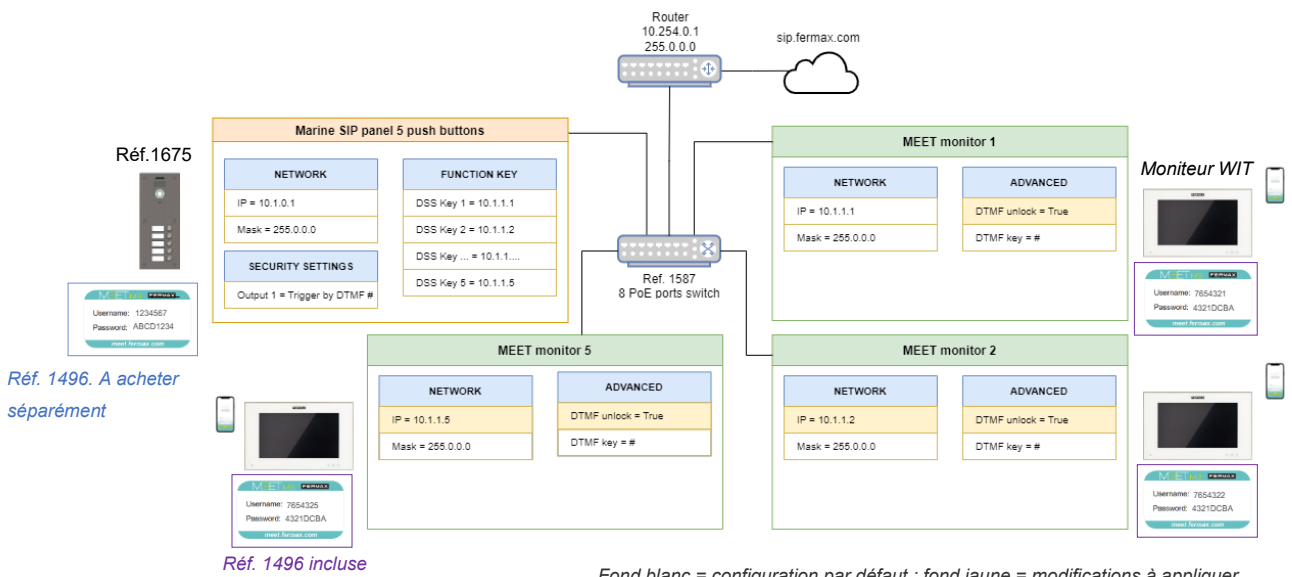 Router
10.254.0.1
255.0.0.0
sip.fermax.com
Marine SIP panel 5 push buttons
NETWORK
IP = 10.1.0.1
Mask = 255.0.0.0
SECURITY SETTINGS
Output 1 = Trigger by DTMF #
FUNCTION KEY
DSS Key 1 = 10.1.1.1
DSS Key 2 = 10.1.1.2
DSS Key ... = 10.1.1....
DSS Key 5 = 10.1.1.5
Réf.1675
Username: 1234567
Password: ABCD1234
meet.fermax.com
Réf. 1496. A acheter
séparément
Ref. 1587
8 PoE ports switch
MEET monitor 1
NETWORK
IP = 10.1.1.1
Mask = 255.0.0.0
ADVANCED
DTMF unlock = True
DTMF key = #
Moniteur WIT
FERMAX
Username: 7654321
Password: 4321DCBA
meet.fermax.com
MEET monitor 5
NETWORK
IP = 10.1.1.5
Mask = 255.0.0.0
ADVANCED
DTMF unlock = True
DTMF key = #
FERMAX
Username: 7654325
Password: 4321DCBA
meet.fermax.com
Réf. 1496 incluse
MEET monitor 2
NETWORK
IP = 10.1.1.2
Mask = 255.0.0.0
ADVANCED
DTMF unlock = True
DTMF key = #
FERMAX
Username: 7654322
Password: 4321DCBA
meet.fermax.com
Fond blanc = configuration par défaut ; fond jaune = modifications à appliquer